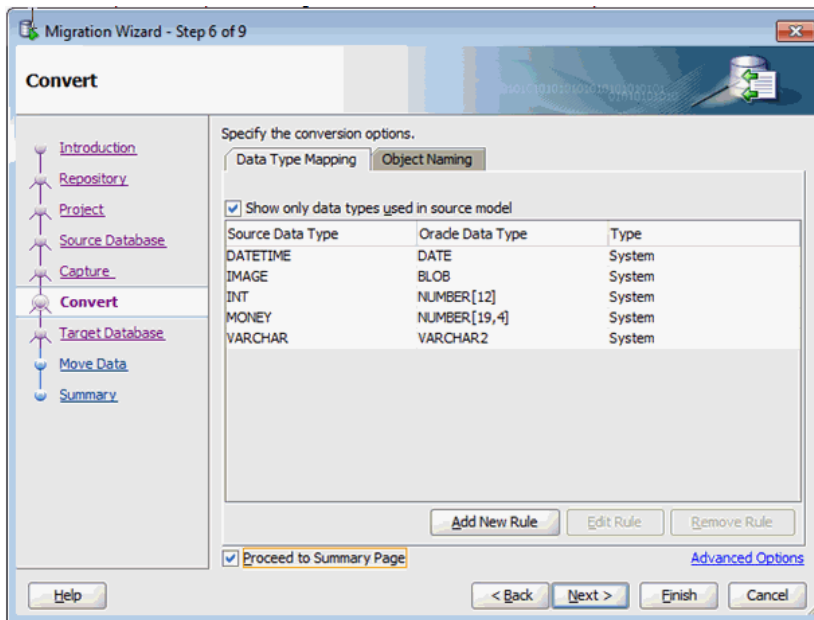 Migration Wizard - Step 6 of 9
Convert
Introduction
Repository
Project
Source Database
Capture
Convert
Target Database
Move Data
Summary
Specify the conversion options.
Data Type Mapping Object Naming
Show only data types used in source model
Source Data Type Oracle Data Type Type
DATETIME DATE System
IMAGE BLOB System
INT NUMBER[12] System
MONEY NUMBER[19,4] System
VARCHAR VARCHAR2 System
Add New Rule Edit Rule Remove Rule
Proceed to Summary Page Advanced Options
Help < Back Next > Finish Cancel